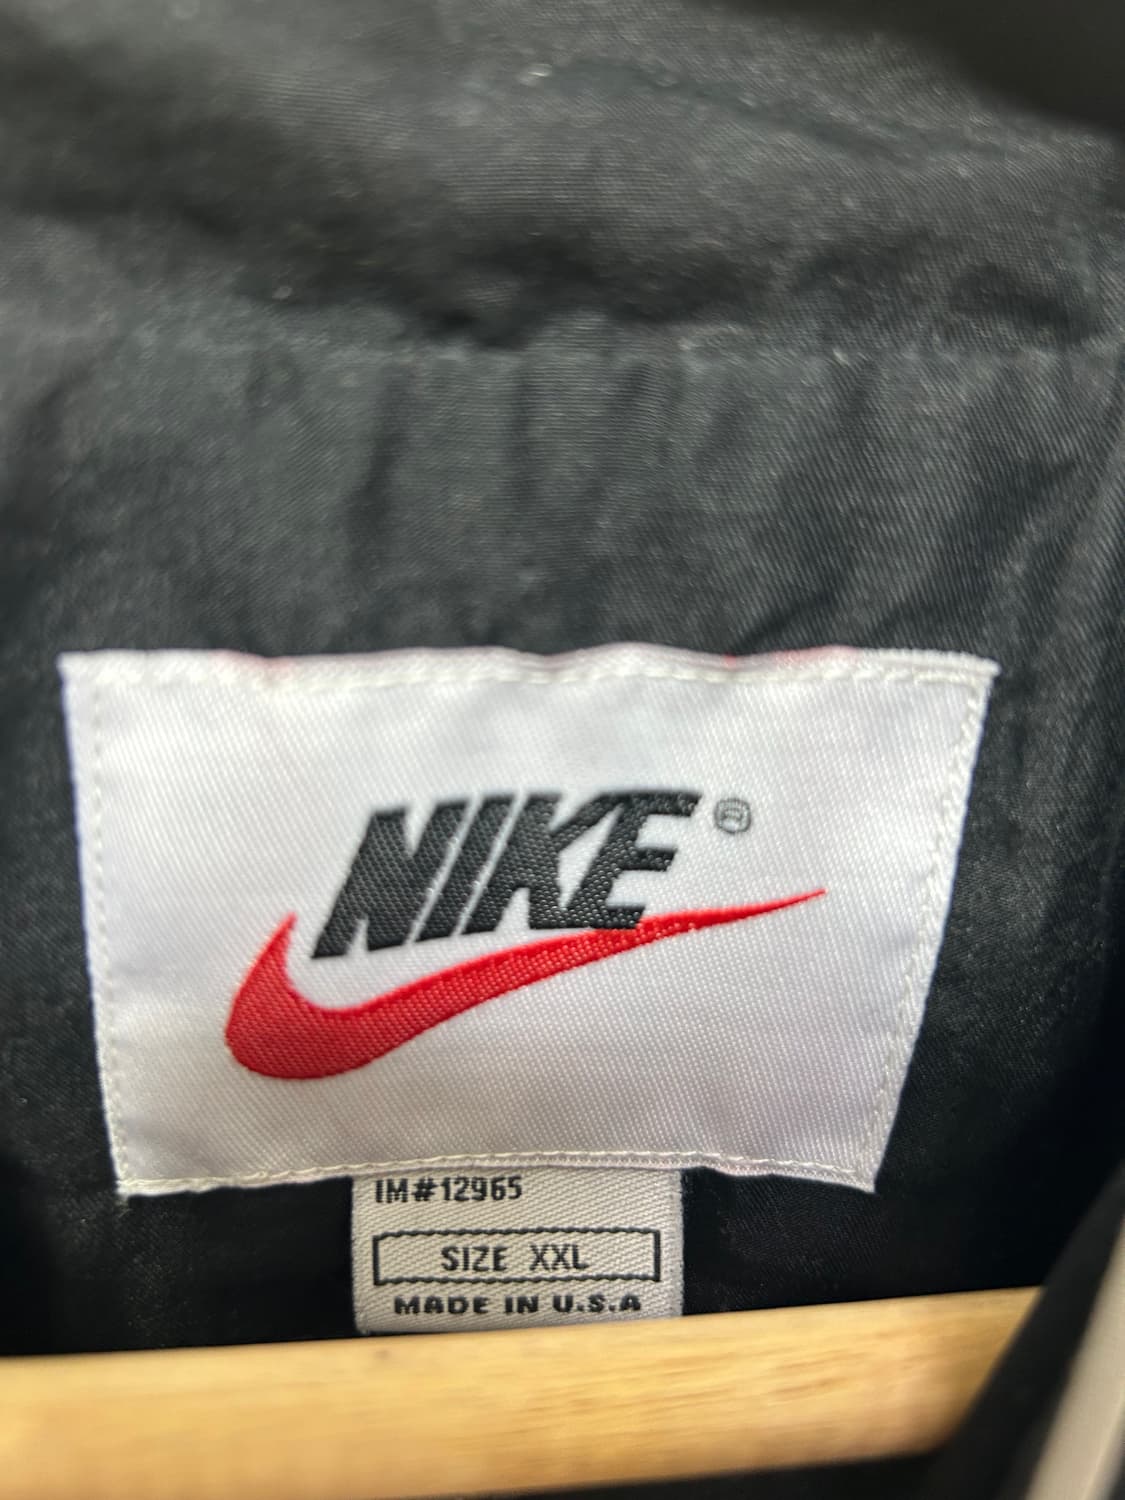 NIKE ®
IM#12965
SIZE XXL
MADE IN U.S.A